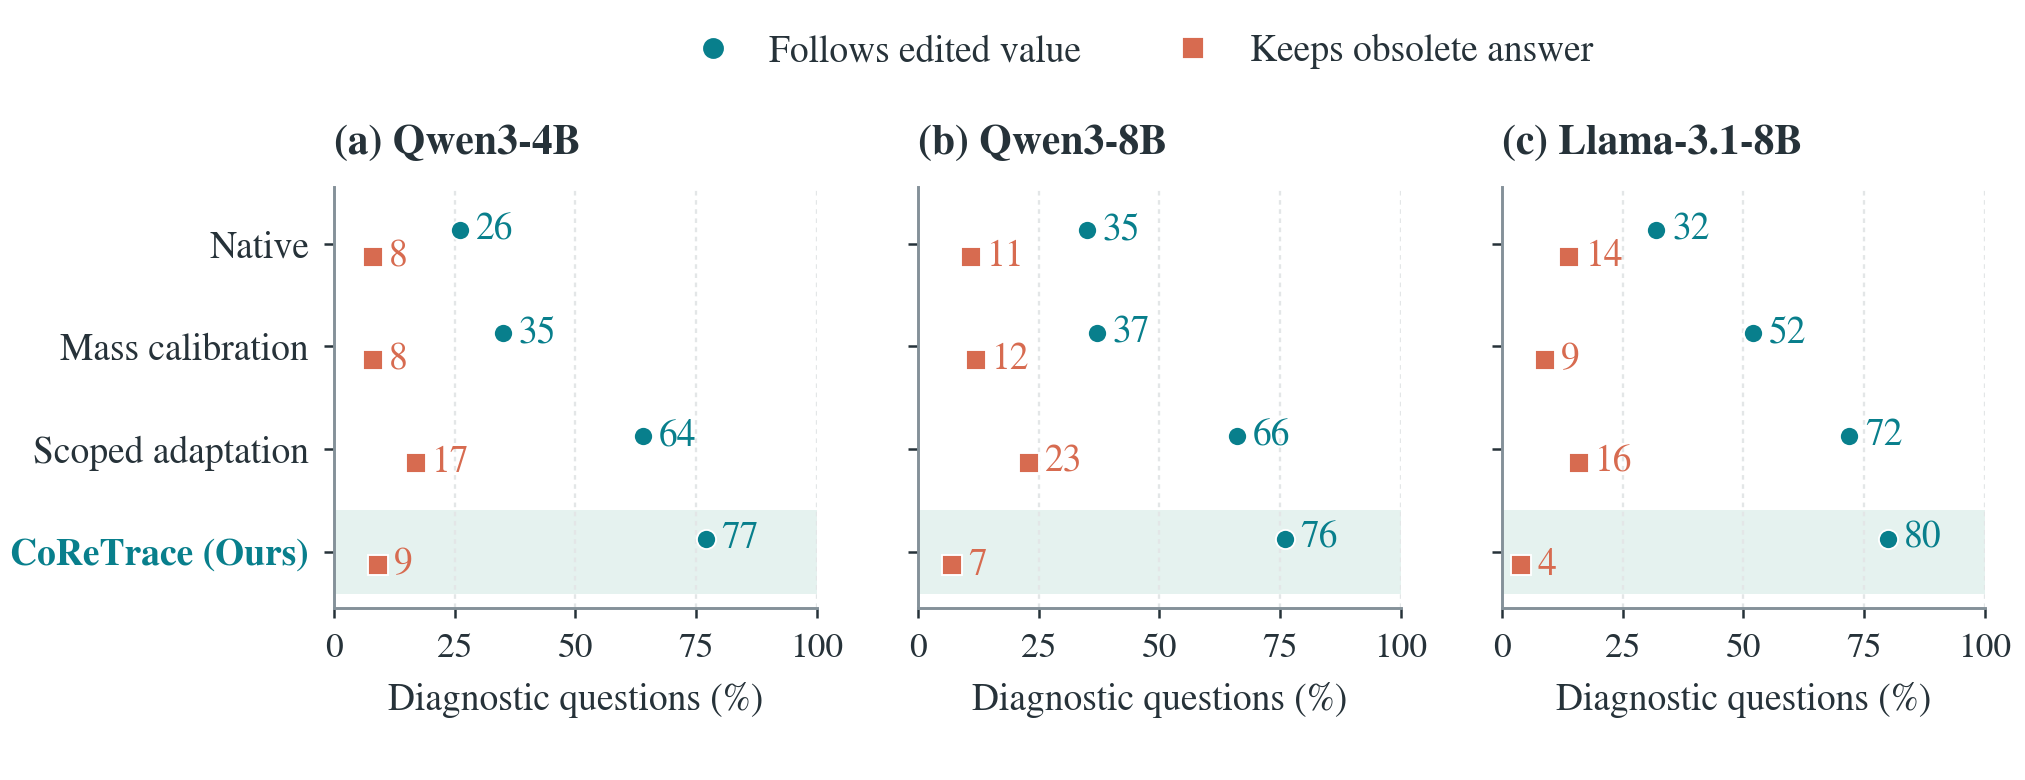 Follows edited value
Keeps obsolete answer
(a) Qwen3-4B
(b) Qwen3-8B
(c) Llama-3.1-8B
Native
26
8
35
11
32
14
Mass calibration
35
8
37
12
52
9
Scoped adaptation
64
17
66
23
72
16
CoReTrace (Ours)
77
9
76
7
80
4
0 25 50 75 100
0 25 50 75 100
0 25 50 75 100
Diagnostic questions (%)
Diagnostic questions (%)
Diagnostic questions (%)